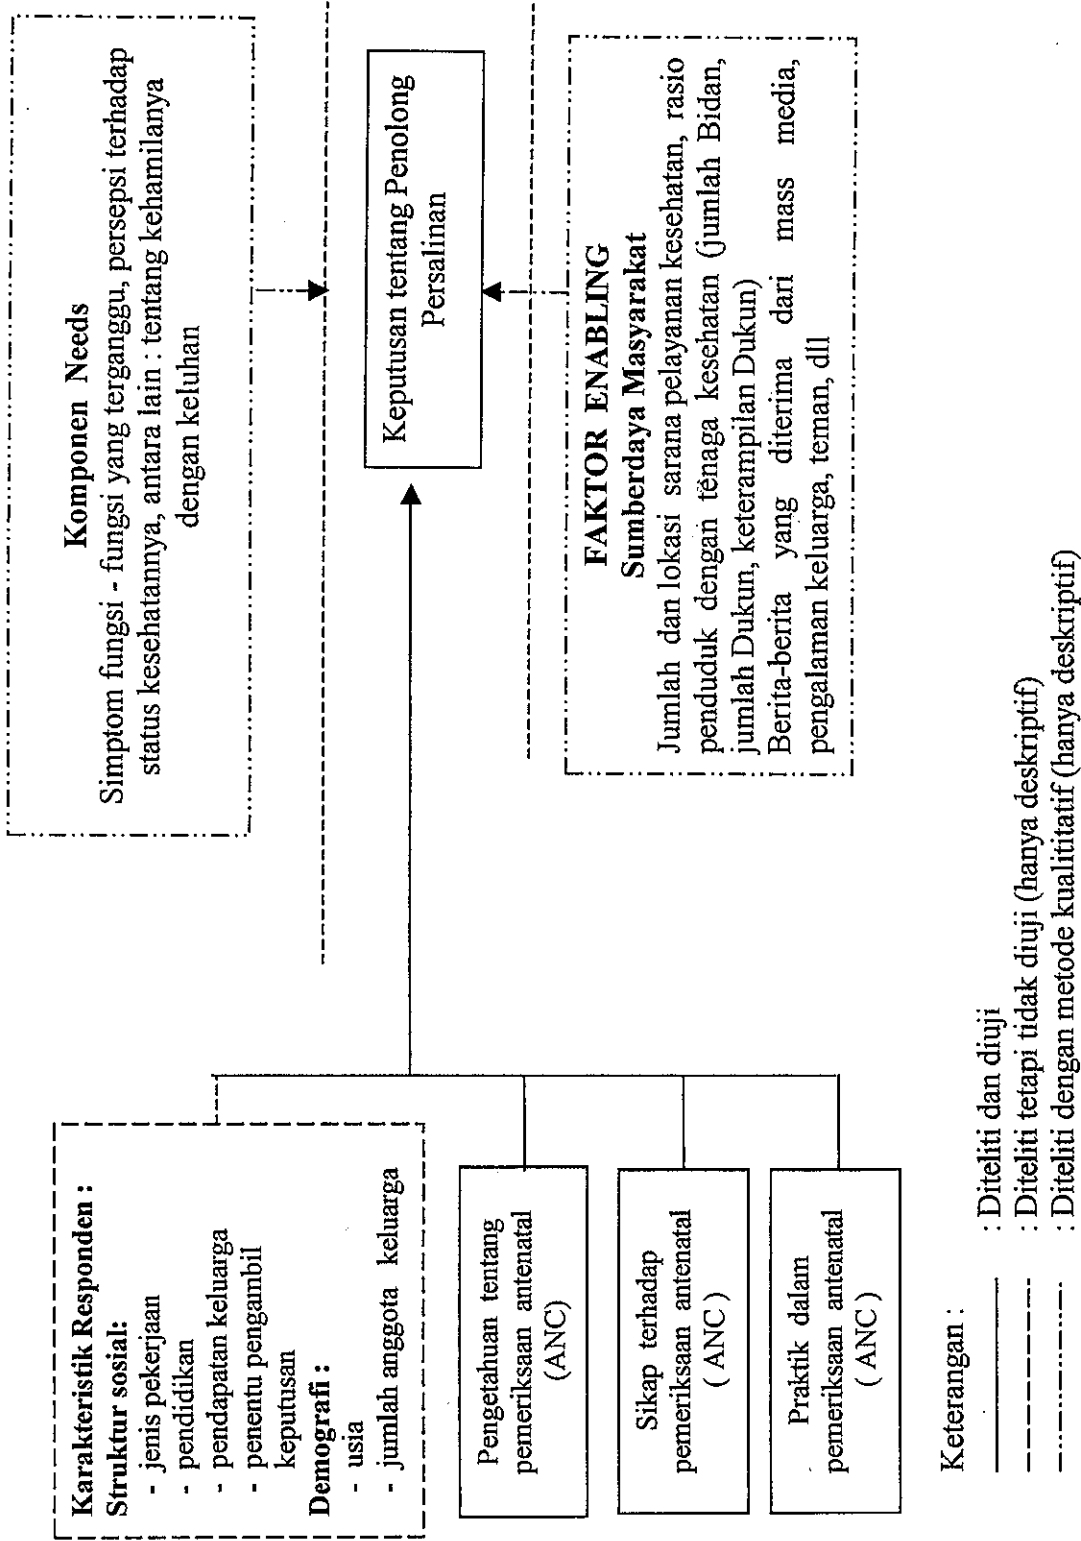 Karakteristik Responden :
Struktur sosial:
- jenis pekerjaan
- pendidikan
- pendapatan keluarga
- penentu pengambil
keputusan
Demografi :
- usia
- jumlah anggota keluarga
Pengetahuan tentang
pemeriksaan antenatal
(ANC)
Sikap terhadap
pemeriksaan antenatal
( ANC )
Praktik dalam
pemeriksaan antenatal
( ANC )
Komponen Needs
Simptom fungsi - fungsi yang terganggu, persepsi terhadap
status kesehatannya, antara lain : tentang kehamilanya
dengan keluhan
Keputusan tentang Penolong
Persalinan
FAKTOR ENABLING
Sumberdaya Masyarakat
Jumlah dan lokasi sarana pelayanan kesehatan, rasio
penduduk dengan tenaga kesehatan (jumlah Bidan,
jumlah Dukun, keterampilan Dukun)
Berita-berita yang diterima dari mass media,
pengalaman keluarga, teman, dll
Keterangan :
: Diteliti dan diuji
: Diteliti tetapi tidak diuji (hanya deskriptif)
: Diteliti dengan metode kualititatif (hanya deskriptif)